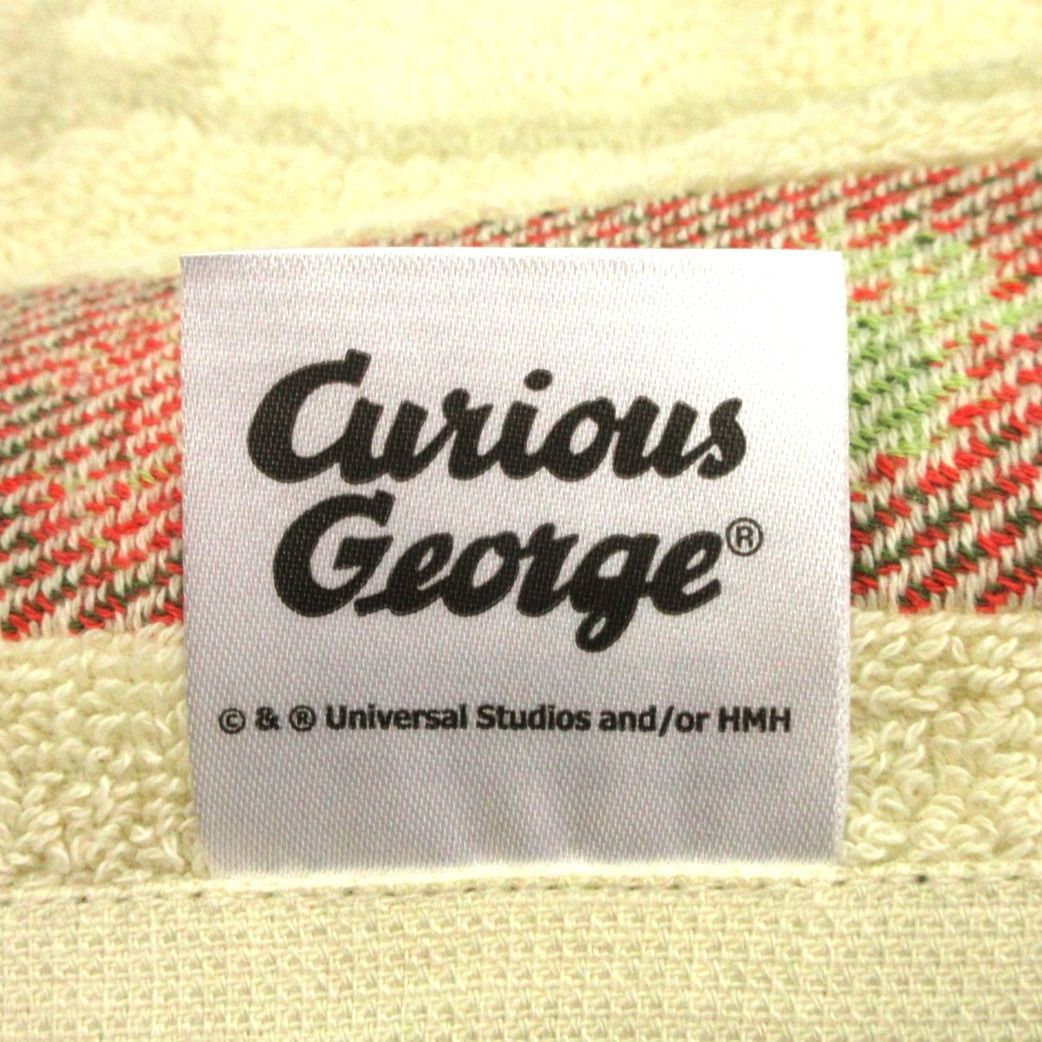 Curious
George®
© & ® Universal Studios and/or HMH